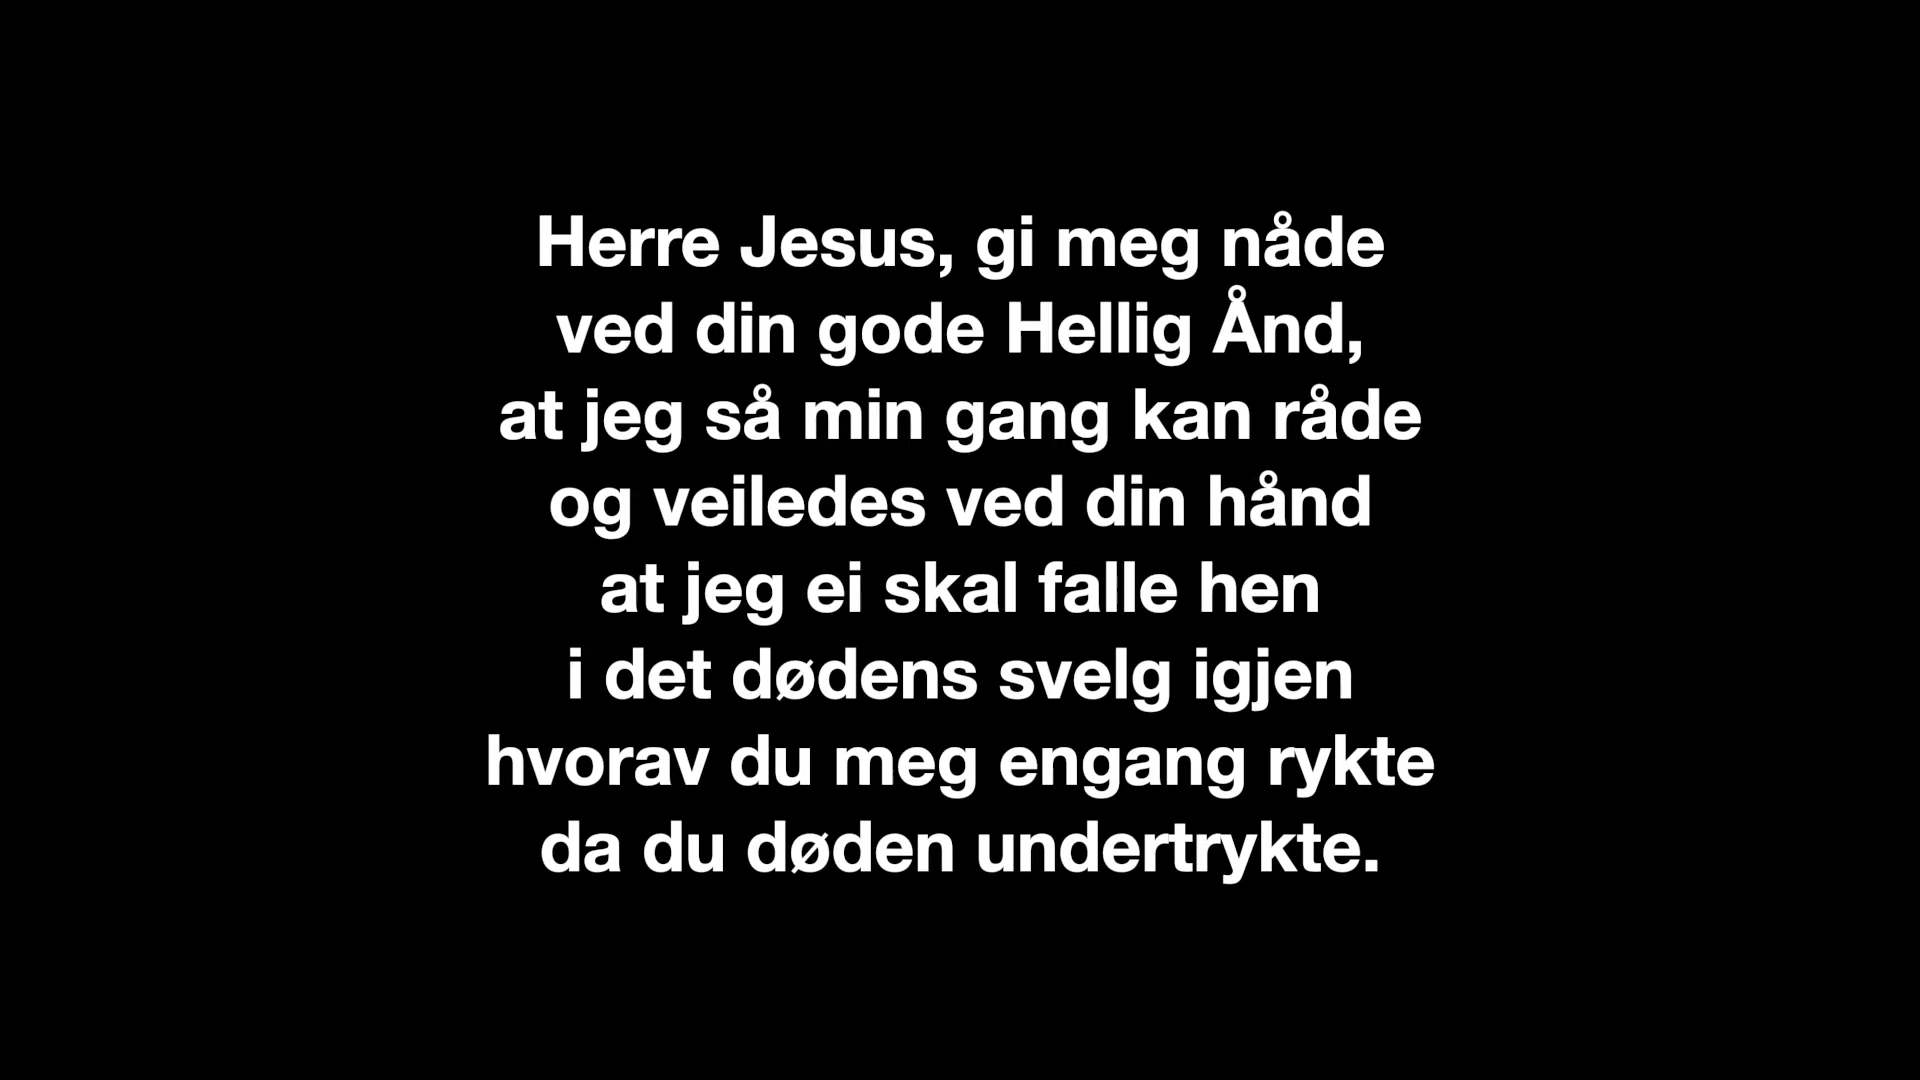 Herre Jesus, gi meg nåde
ved din gode Hellig Ånd,
at jeg så min gang kan råde
og veiledes ved din hånd
at jeg ei skal falle hen
i det dødens svelg igjen
hvorav du meg engang rykte
da du døden undertrykte.